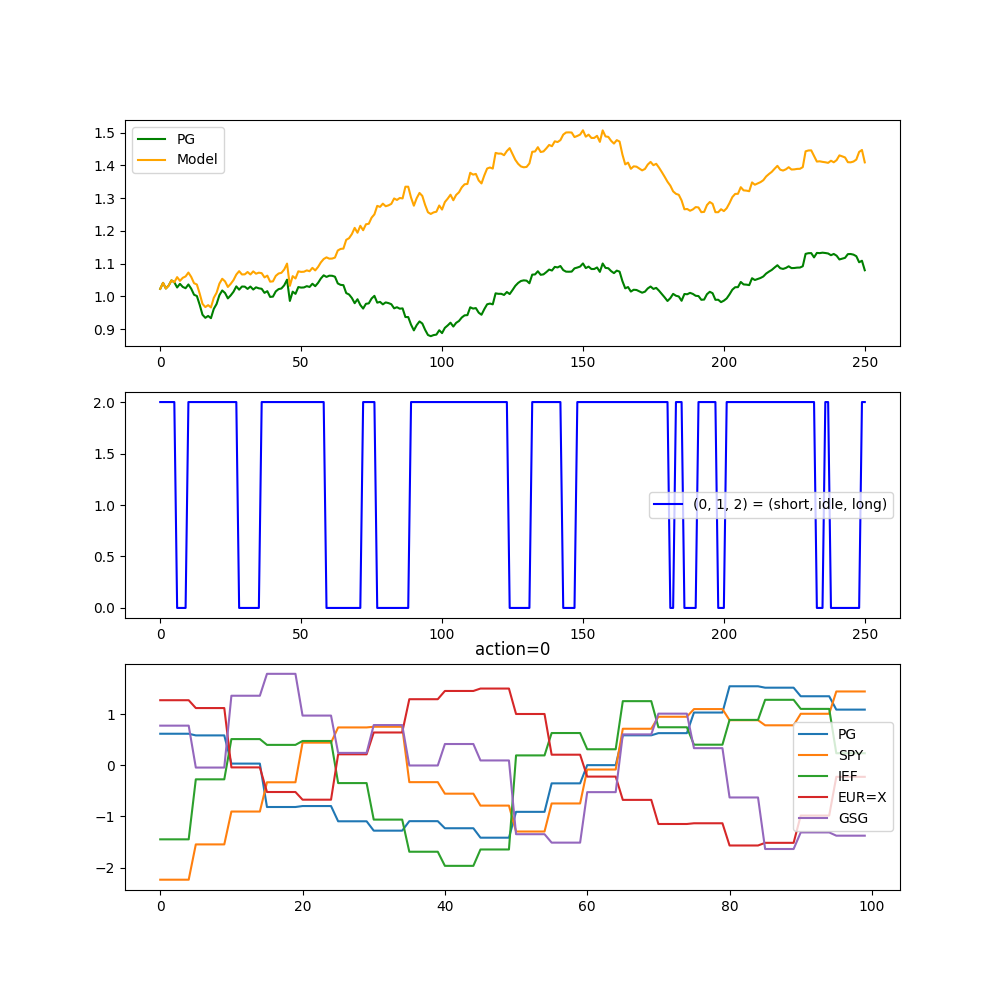 1.5
1.4
1.3
1.2
1.1
1.0
0.9
PG
Model
0 50 100 150 200 250
2.0
1.5
1.0
0.5
0.0
(0, 1, 2) = (short, idle, long)
0 50 100 150 200 250
action=0
1
0
−1
−2
PG
SPY
IEF
EUR=X
GSG
0 20 40 60 80 100